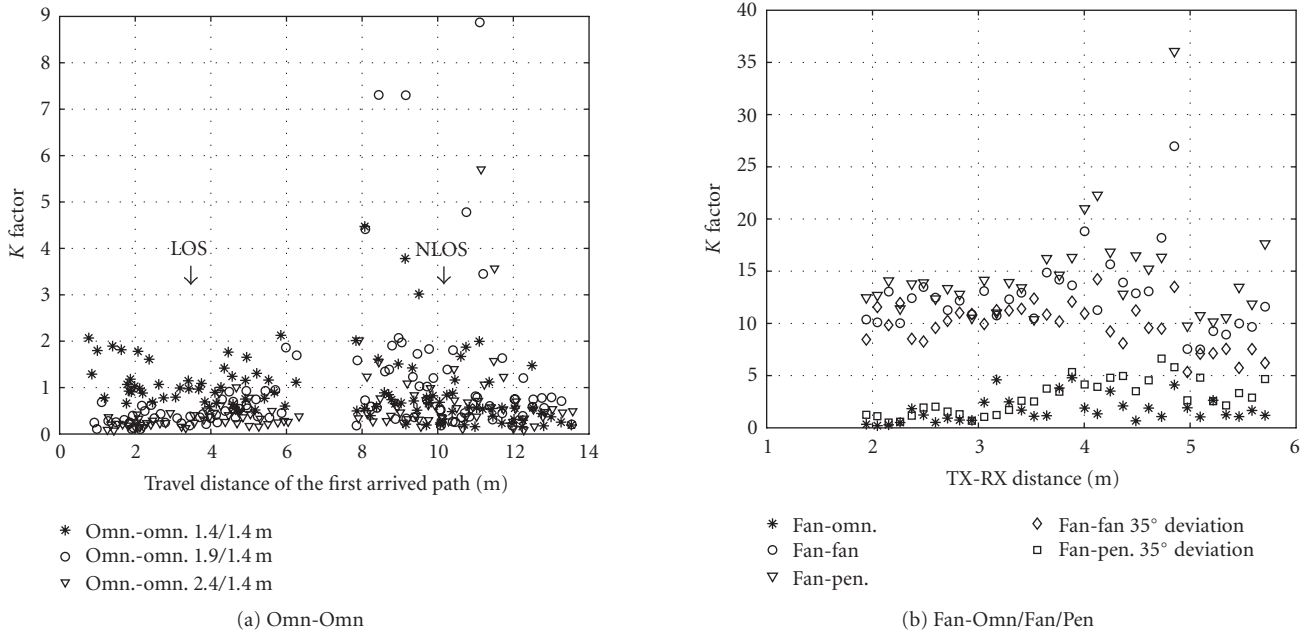 9
8
7
6
5
4
3
2
1
0
K factor
LOS
NLOS
0 2 4 6 8 10 12 14
Travel distance of the first arrived path (m)
Omn.-omn. 1.4/1.4 m
Omn.-omn. 1.9/1.4 m
Omn.-omn. 2.4/1.4 m
(a) Omn-Omn
40
35
30
25
20
15
10
5
0
K factor
1 2 3 4 5 6
TX-RX distance (m)
Fan-omn.
Fan-fan
Fan-pen.
Fan-fan 35° deviation
Fan-pen. 35° deviation
(b) Fan-Omn/Fan/Pen